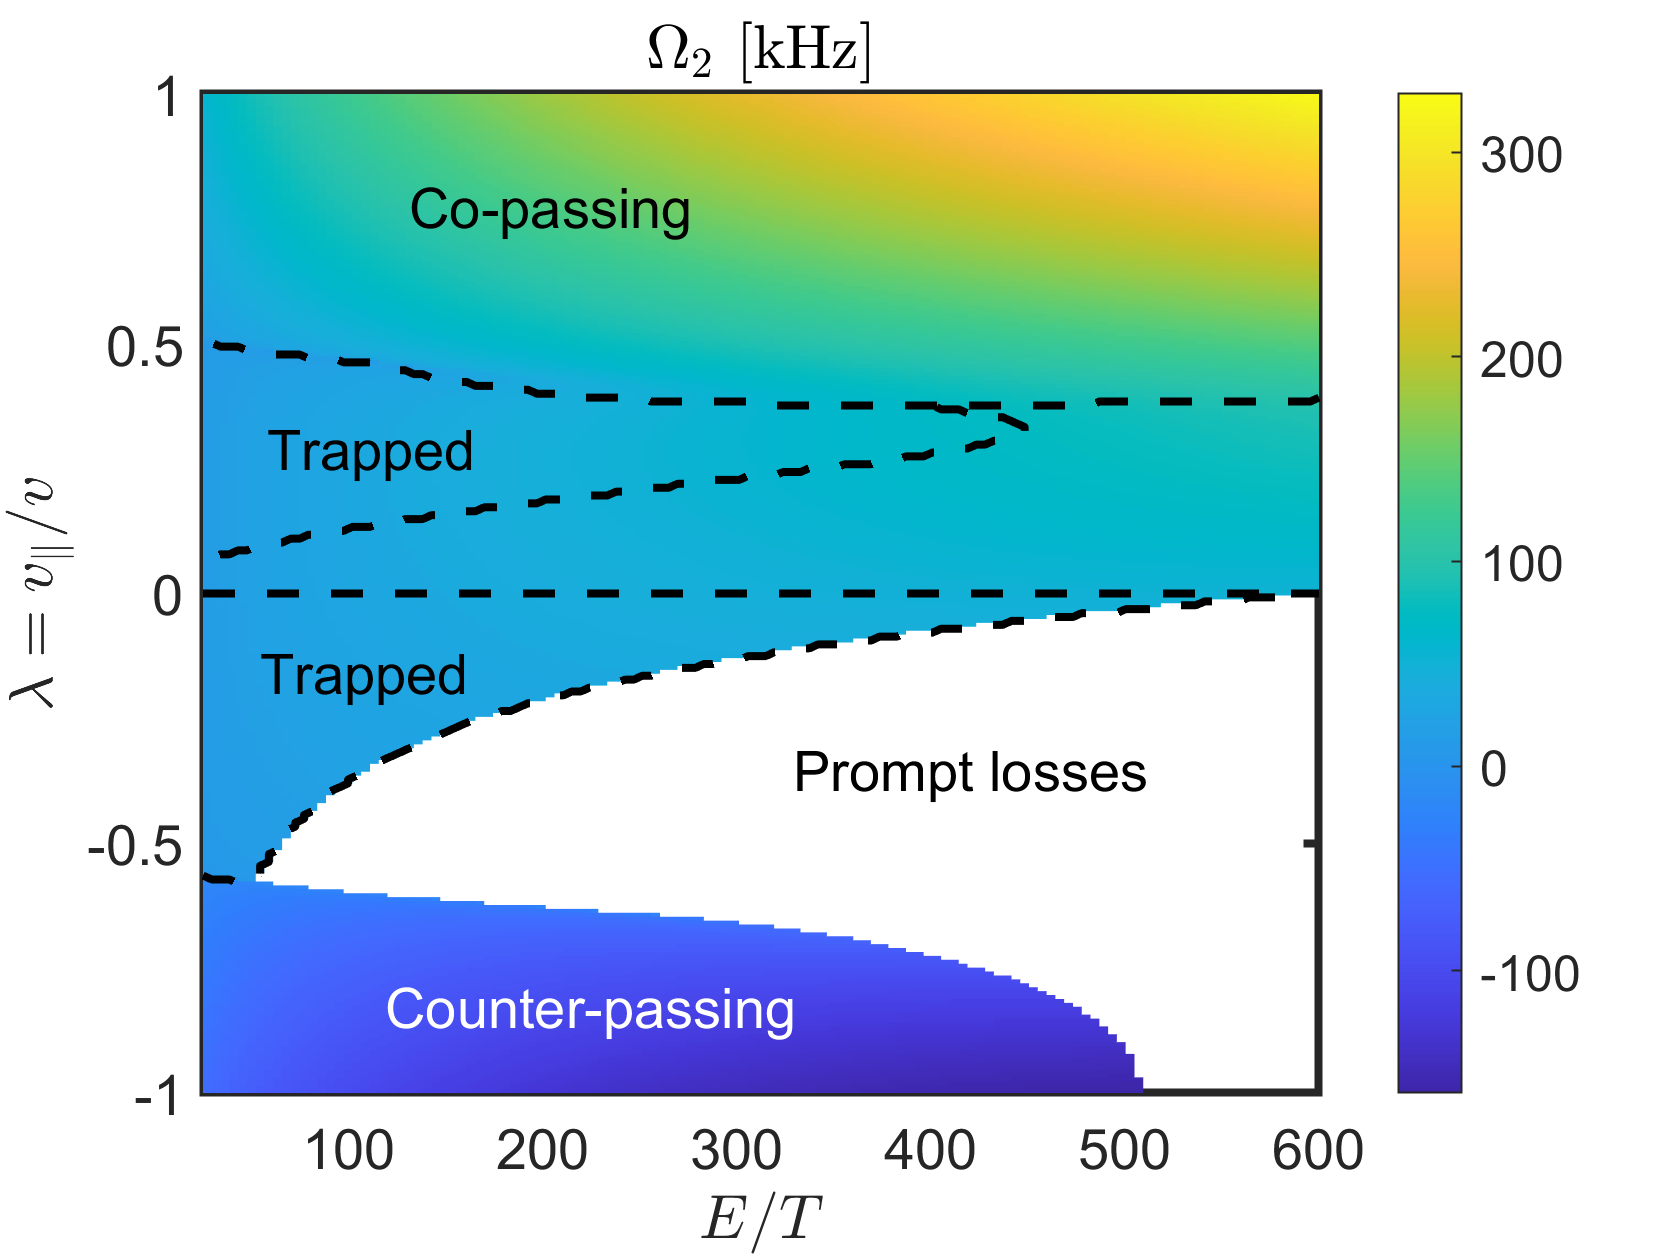 Ω₂ [kHz]
1
0.5
0
-0.5
-1
λ = v∥/v
Co-passing
Trapped
Trapped
Prompt losses
Counter-passing
100 200 300 400 500 600
E/T
300
200
100
0
-100